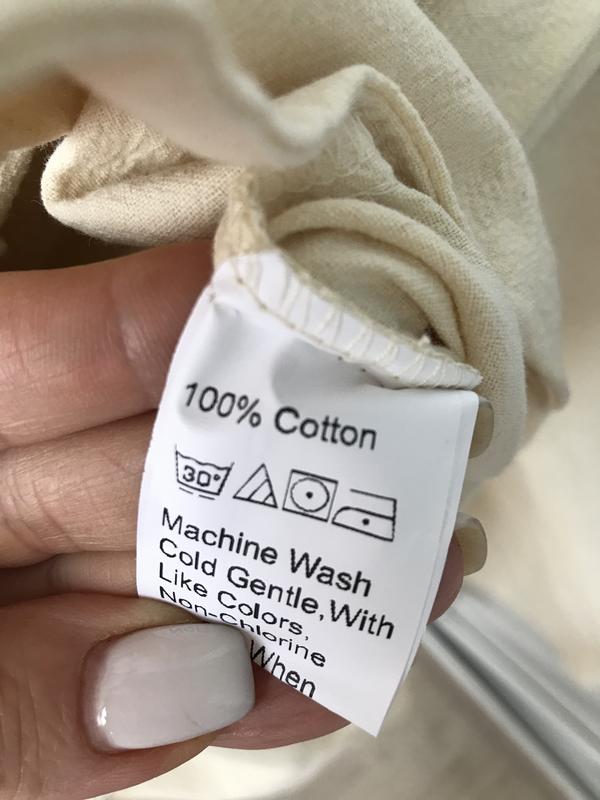 100% Cotton
30°
Machine Wash
Cold Gentle, With
Like Colors,
Non-Chlorine
When